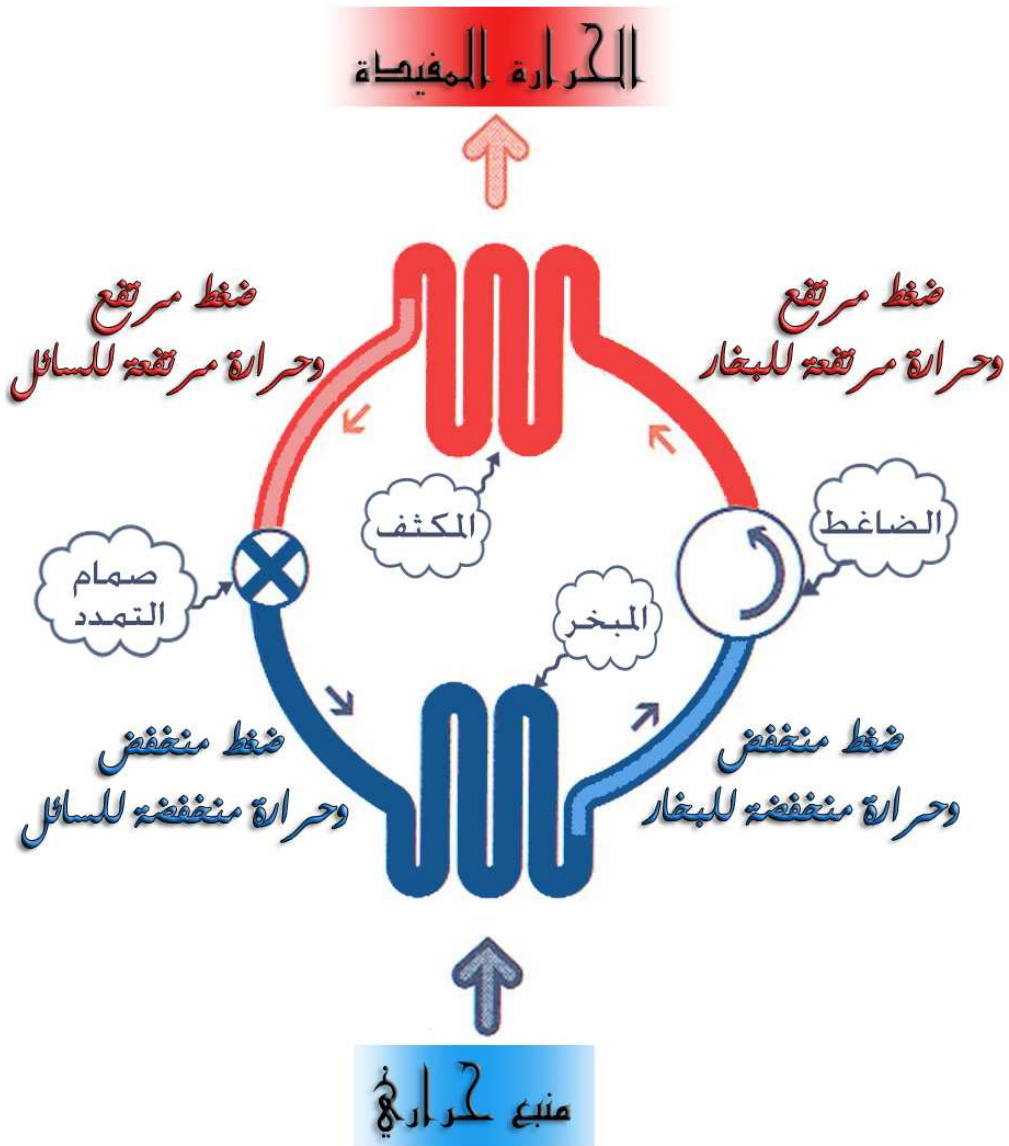 الحرارة المفيدة
ضغط مرتفع
وحرارة مرتفعة للبخار
ضغط مرتفع
وحرارة مرتفعة للسائل
المكثف
الضاغط
صمام
التمدد
المبخر
ضغط منخفض
وحرارة منخفضة للبخار
ضغط منخفض
وحرارة منخفضة للسائل
منبع حراري